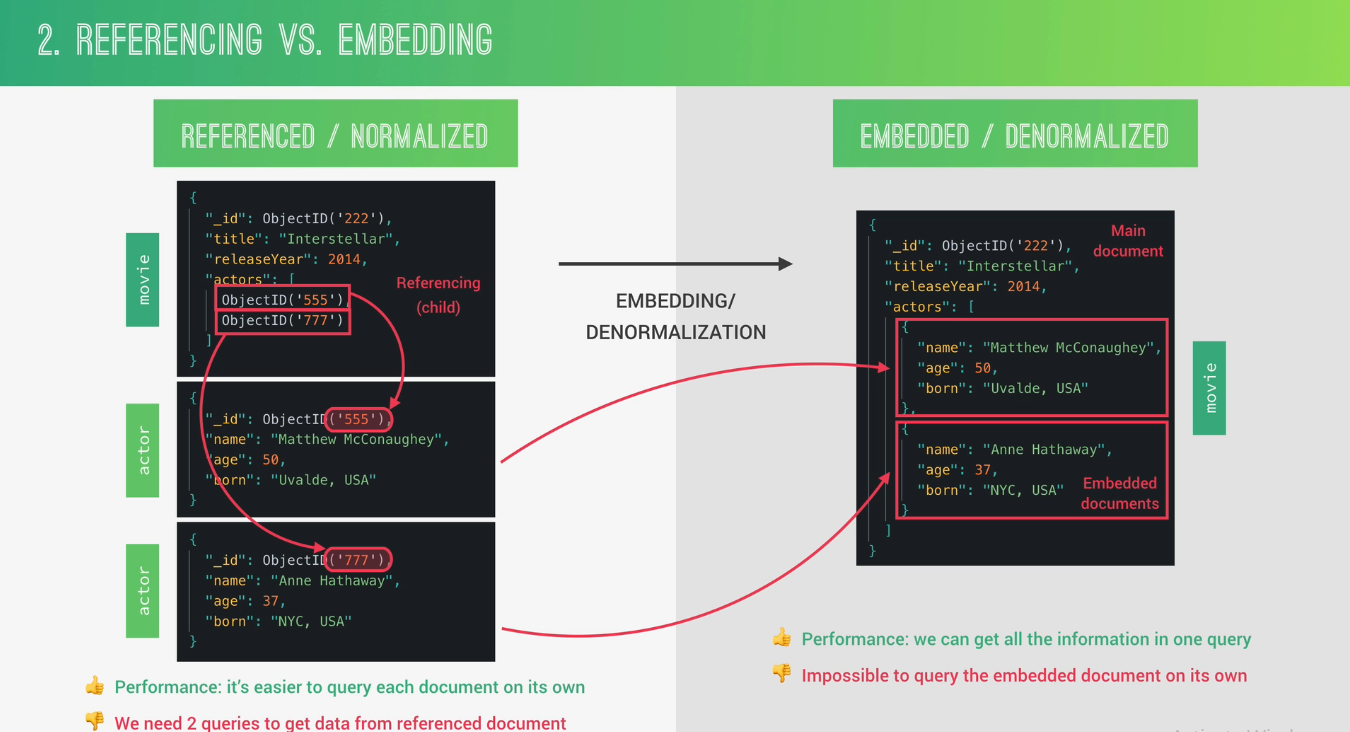 2. REFERENCING VS. EMBEDDING
REFERENCED / NORMALIZED
movie
{
"_id": ObjectID('222'),
"title": "Interstellar",
"releaseYear": 2014,
"actors": [
ObjectID('555'),
ObjectID('777')
]
}
Referencing
(child)
actor
{
"_id": ObjectID('555'),
"name": "Matthew McConaughey",
"age": 50,
"born": "Uvalde, USA"
}
actor
{
"_id": ObjectID('777'),
"name": "Anne Hathaway",
"age": 37,
"born": "NYC, USA"
}
👍 Performance: it's easier to query each document on its own
👎 We need 2 queries to get data from referenced document
EMBEDDING/
DENORMALIZATION
EMBEDDED / DENORMALIZED
{
"_id": ObjectID('222'),
"title": "Interstellar",
"releaseYear": 2014,
"actors": [
{
"name": "Matthew McConaughey",
"age": 50,
"born": "Uvalde, USA"
},
{
"name": "Anne Hathaway",
"age": 37,
"born": "NYC, USA"
}
]
}
Main
document
Embedded
documents
movie
👍 Performance: we can get all the information in one query
👎 Impossible to query the embedded document on its own